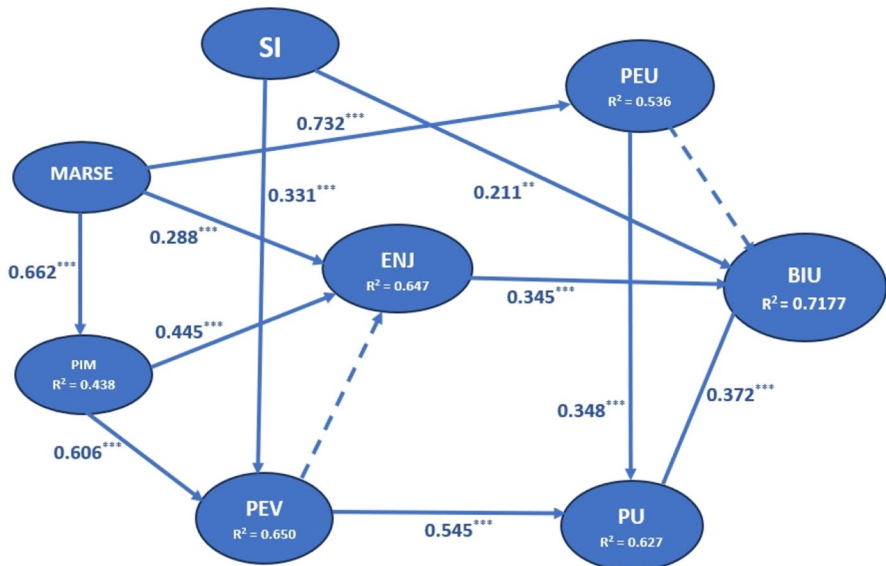 SI
PEU
R² = 0.536
0.732***
MARSE
0.331***
0.211**
0.288***
ENJ
R² = 0.647
BIU
R² = 0.7177
0.662***
0.345***
0.445***
PIM
R² = 0.438
0.348***
0.372***
0.606***
PEV
R² = 0.650
0.545***
PU
R² = 0.627